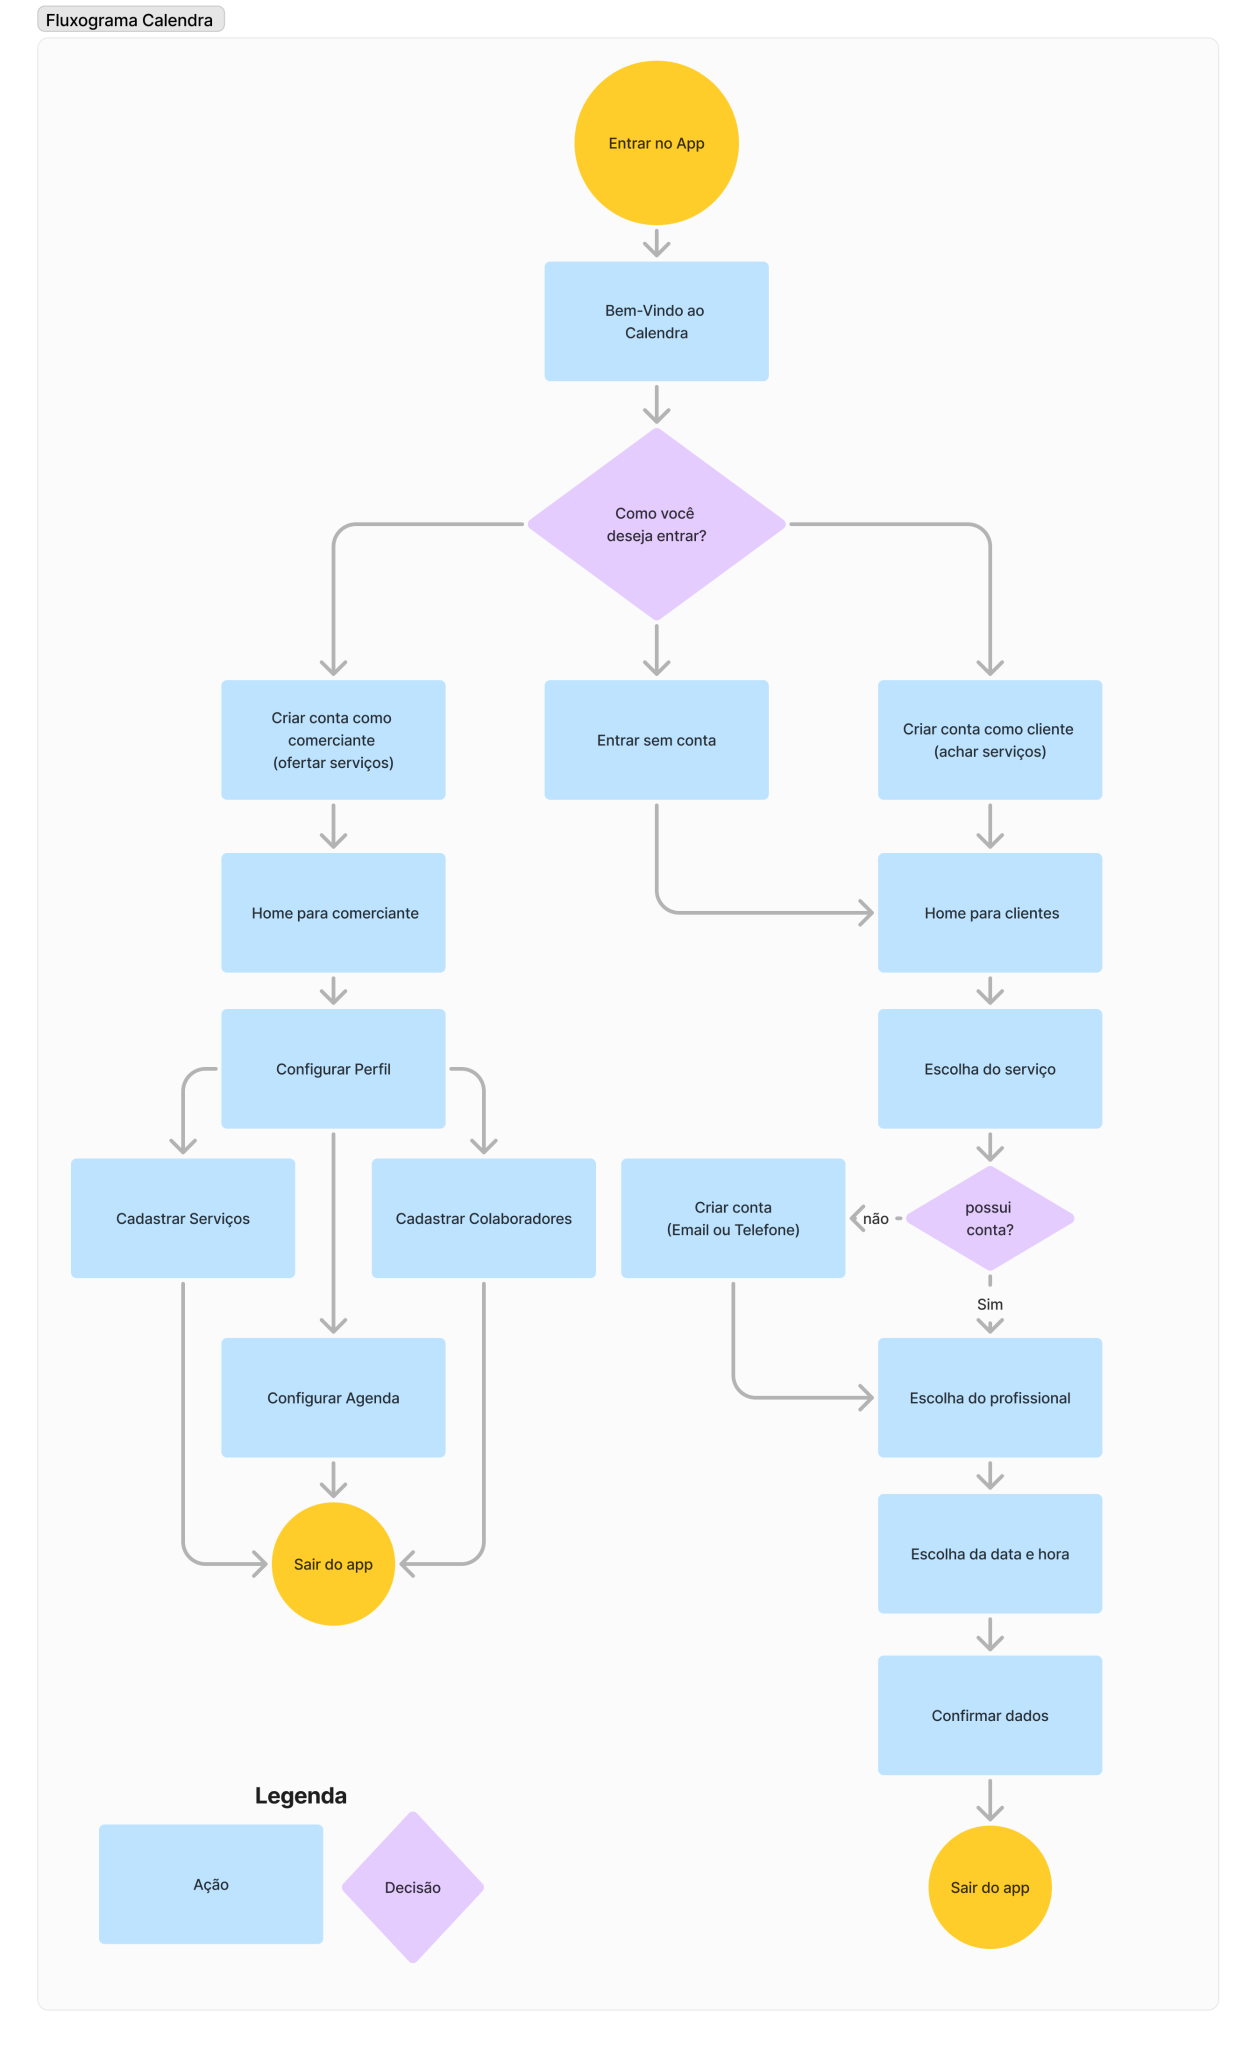 Fluxograma Calendra
Entrar no App
Bem-Vindo ao
Calendra
Como você
deseja entrar?
Criar conta como
comerciante
(ofertar serviços)
Entrar sem conta
Criar conta como cliente
(achar serviços)
Home para comerciante
Home para clientes
Configurar Perfil
Escolha do serviço
Cadastrar Serviços
Cadastrar Colaboradores
Criar conta
(Email ou Telefone)
não
possui
conta?
Sim
Configurar Agenda
Escolha do profissional
Sair do app
Escolha da data e hora
Confirmar dados
Legenda
Ação
Decisão
Sair do app